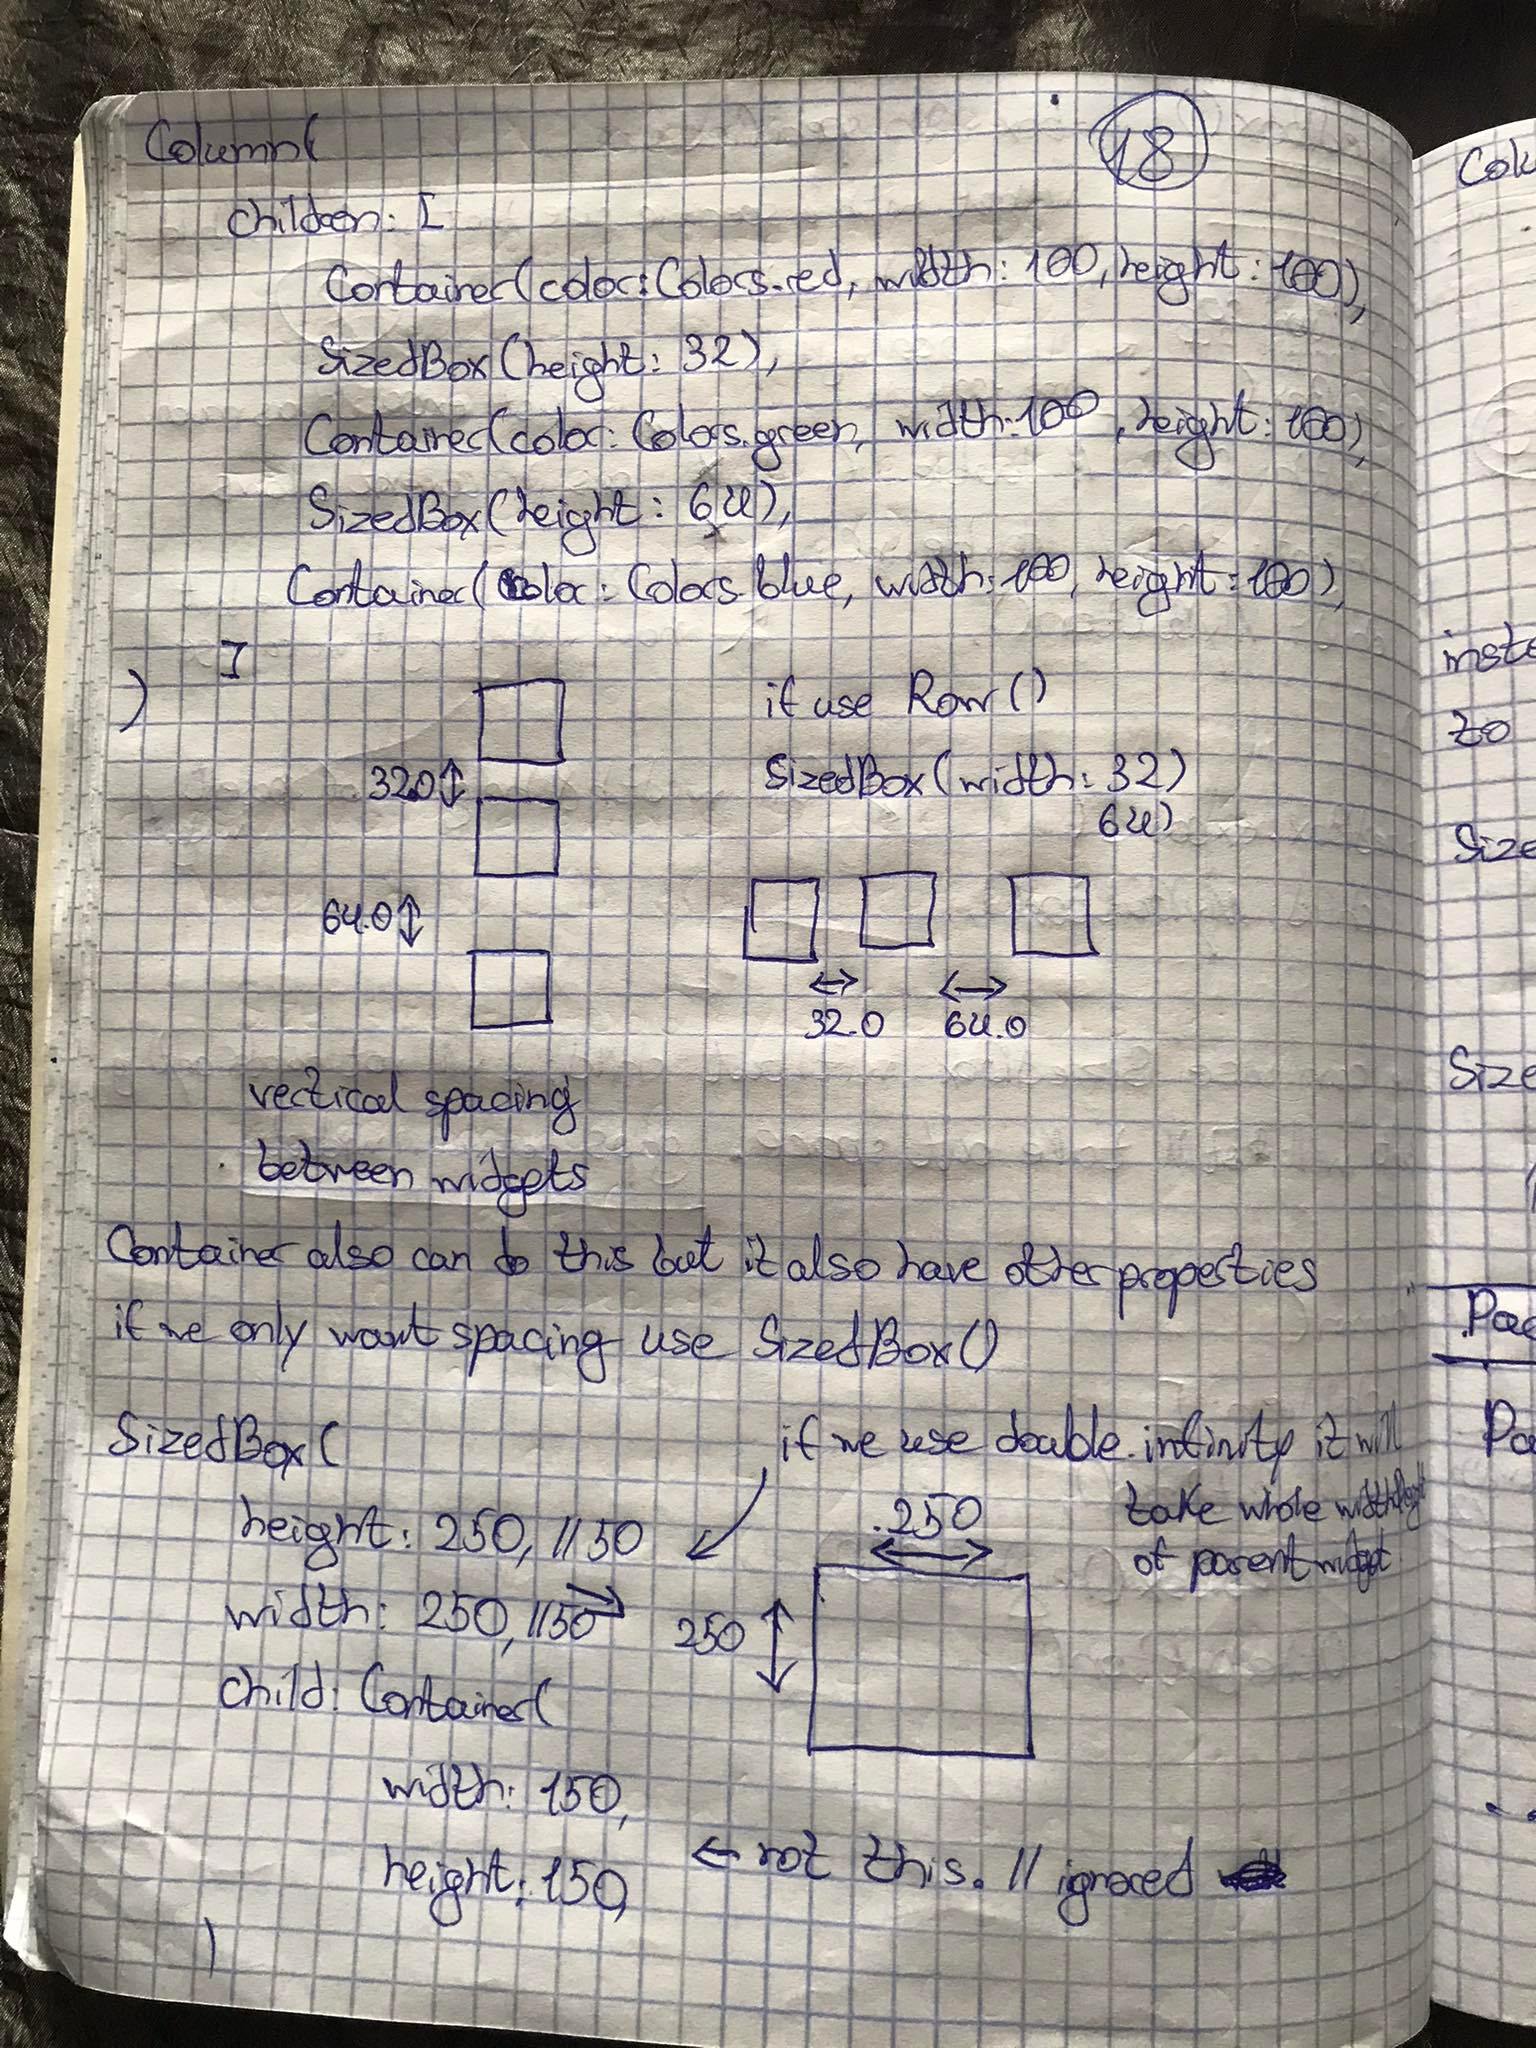 18
Column(
children: [
Container(color: Colors.red, width: 100, height: 100),
SizedBox(height: 32),
Container(color: Colors.green, width: 100, height: 100),
SizedBox(height: 64),
Container(color: Colors.blue, width: 100, height: 100),
]
)
32.0
64.0
vertical spacing
between widgets
if use Row()
SizedBox(width: 32)
64)
32.0 64.0
Container also can do this but it also have other properties
if we only want spacing use SizedBox()
SizedBox(
height: 250, //50
width: 250, //50
child: Container(
width: 150,
height: 150,
)
← not this. // ignored
if we use double.infinity it will
take whole width/height
of parent widget
250
250
Colu
inste
to
Size
Size
Pac
Pa